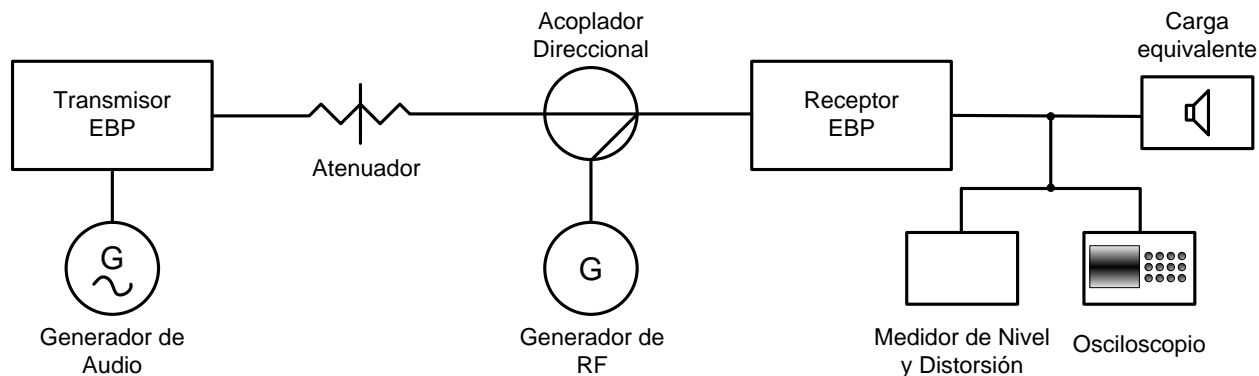 Transmisor
EBP
Atenuador
Acoplador
Direccional
Receptor
EBP
Carga
equivalente
G
Generador de
Audio
G
Generador de
RF
Medidor de Nivel
y Distorsión
Osciloscopio